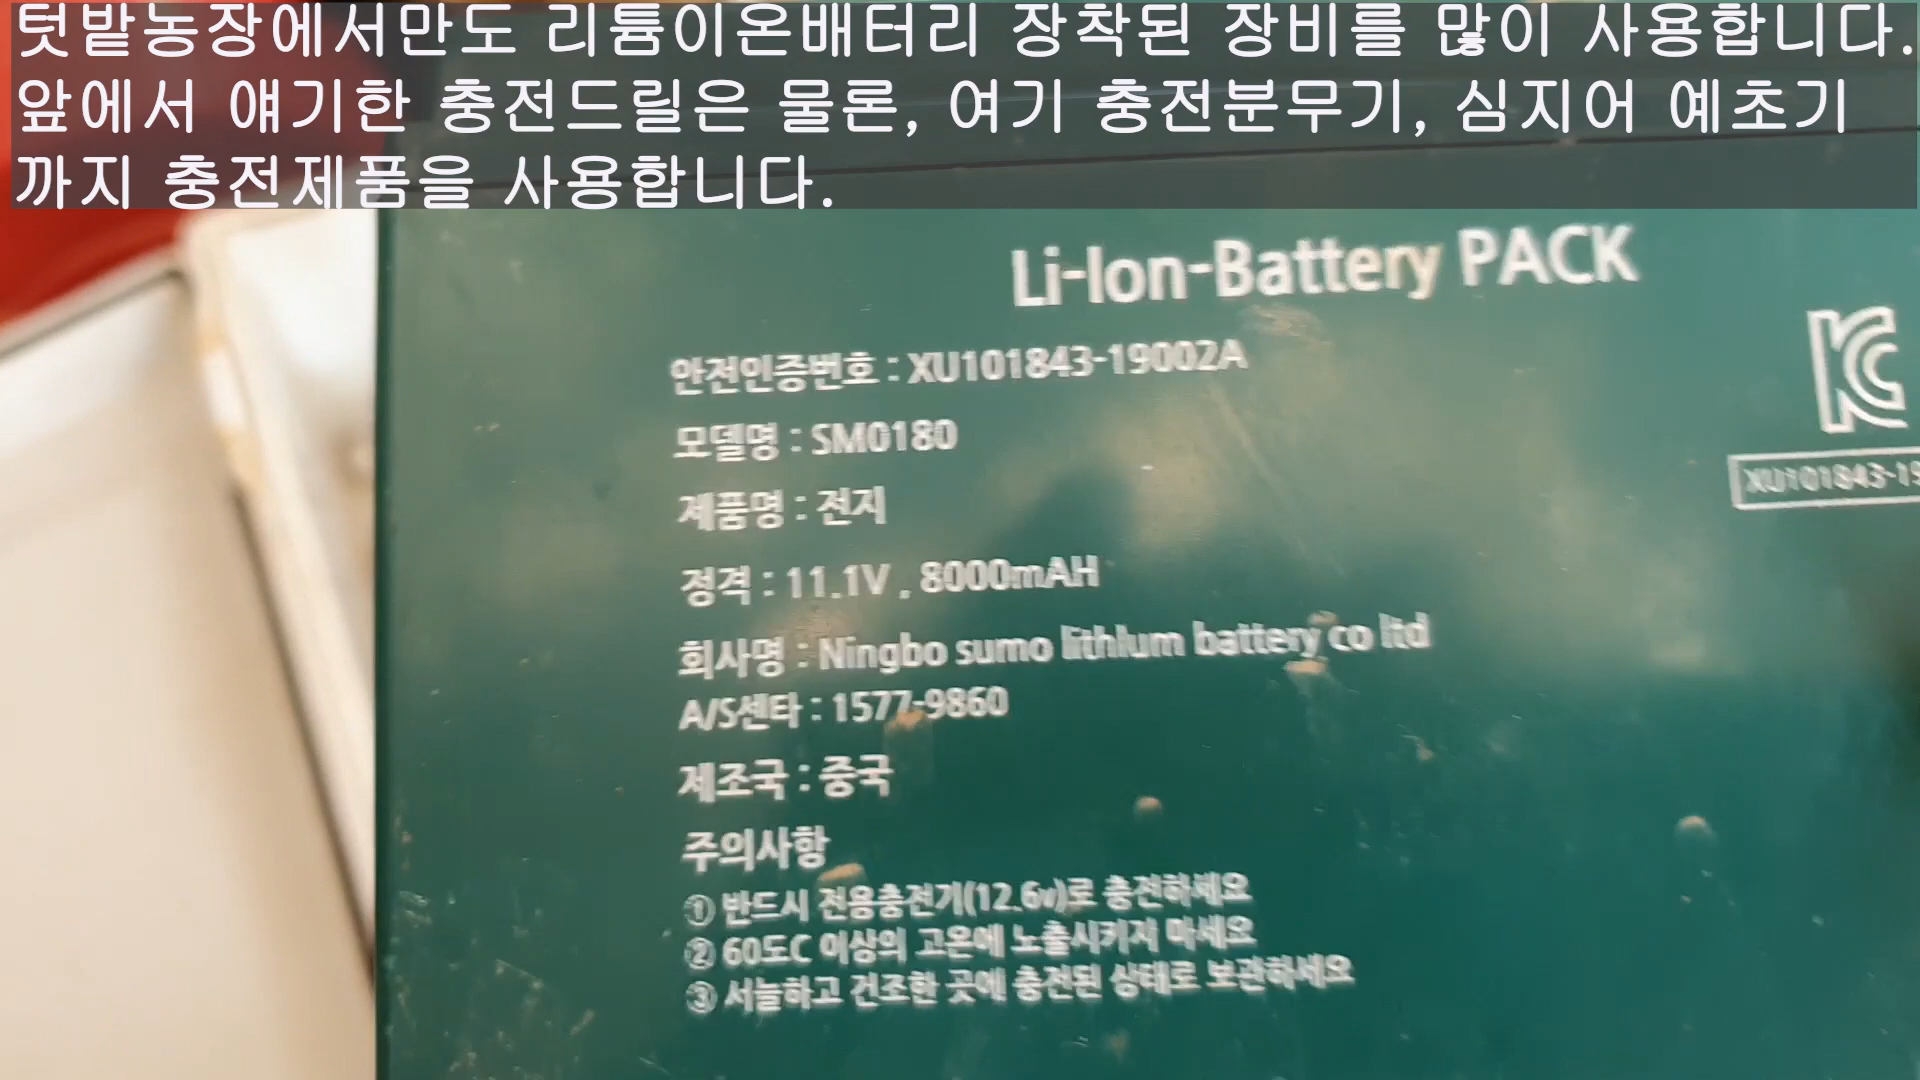 텃밭농장에서만도 리튬이온배터리 장착된 장비를 많이 사용합니다.
앞에서 얘기한 충전드릴은 물론, 여기 충전분무기, 심지어 예초기
까지 충전제품을 사용합니다.
Li-Ion-Battery PACK
안전인증번호 : XU101843-19002A
모델명 : SM0180
제품명 : 전지
정격 : 11.1V , 8000mAH
회사명 : Ningbo sumo lithium battery co ltd
A/S센타 : 1577-9860
제조국 : 중국
주의사항
① 반드시 전용충전기(12.6v)로 충전하세요
② 60도C 이상의 고온에 노출시키지 마세요
③ 서늘하고 건조한 곳에 충전된 상태로 보관하세요
KC
XU101843-19